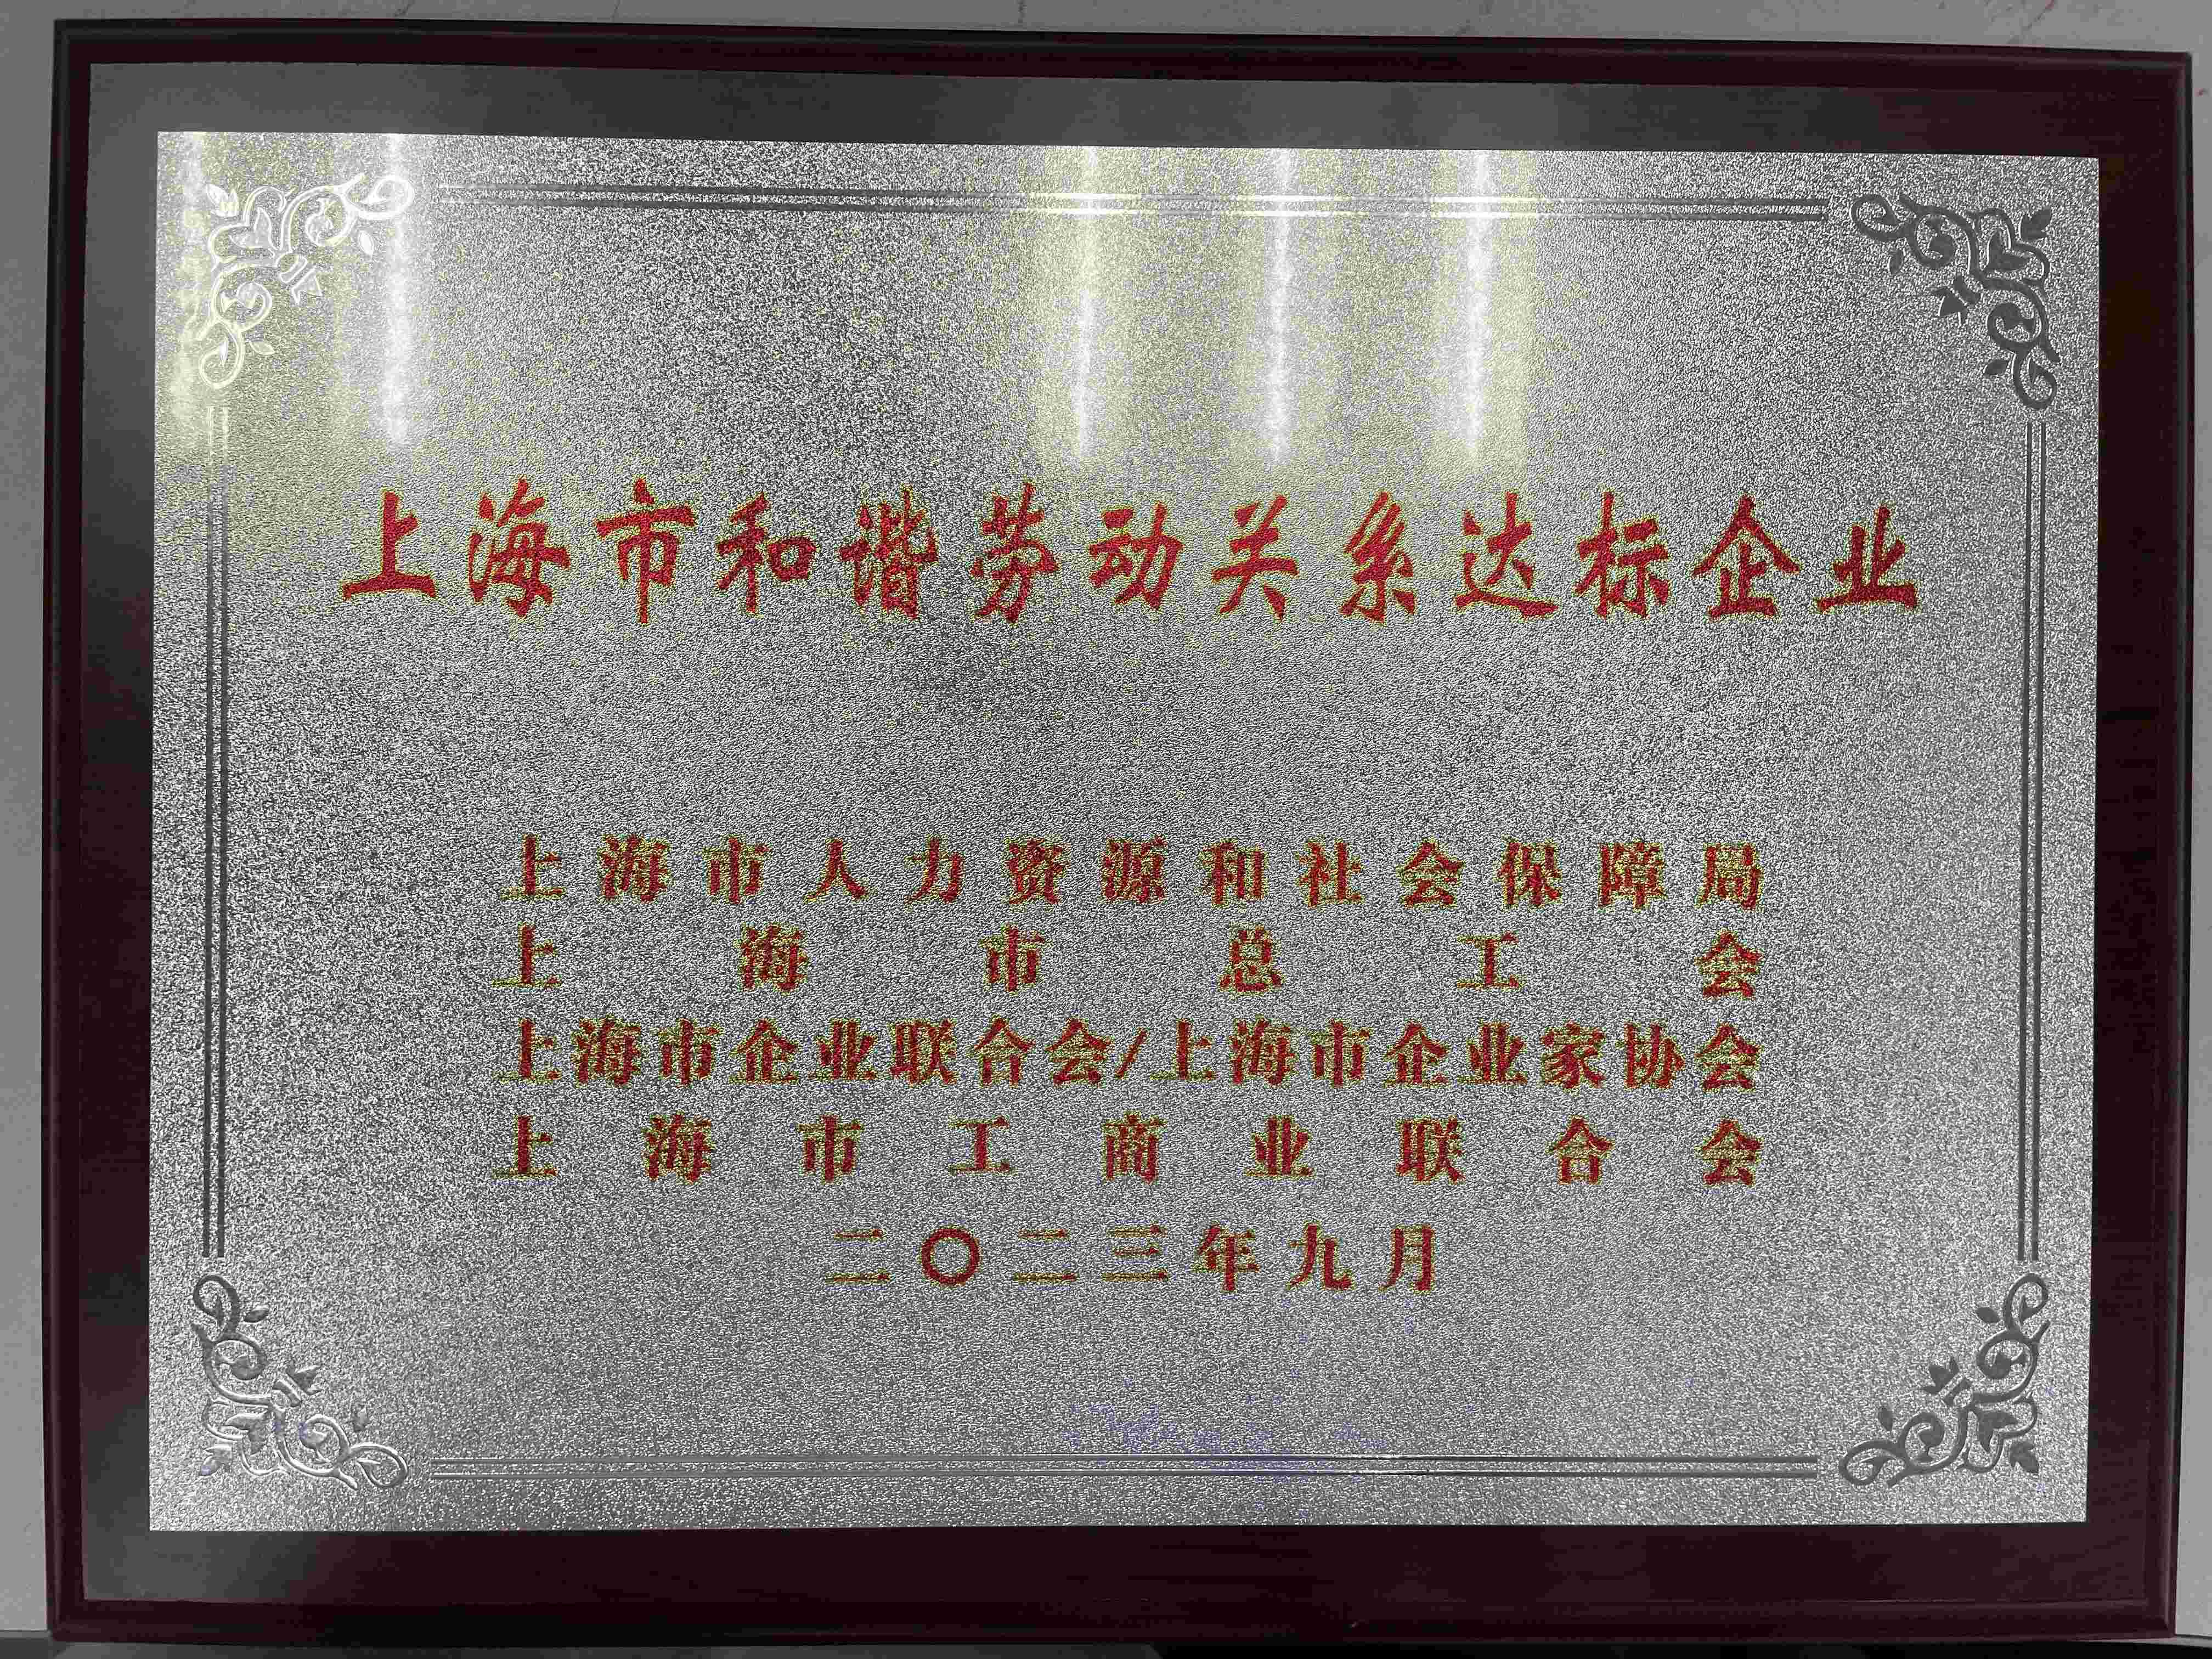 上海市和谐劳动关系达标企业
上海市人力资源和社会保障局
上海市总工会
上海市企业联合会/上海市企业家协会
上海市工商业联合会
二〇二三年九月